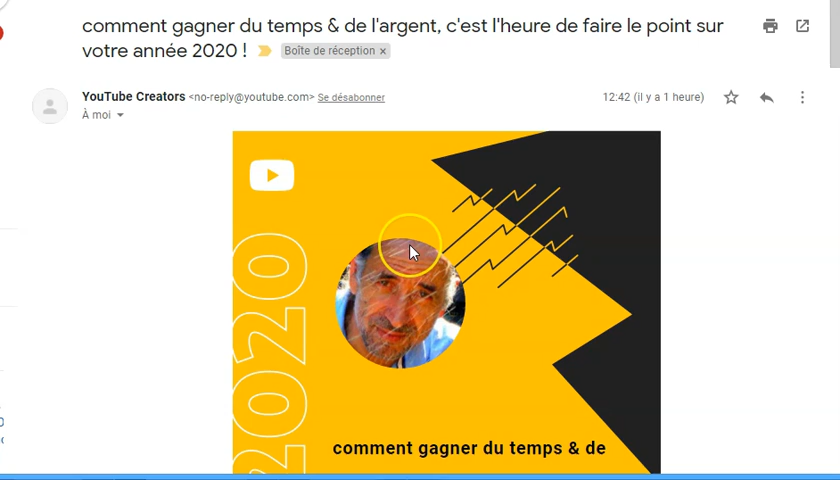 comment gagner du temps & de l'argent, c'est l'heure de faire le point sur
votre année 2020 ! Boîte de réception ×
YouTube Creators <no-reply@youtube.com> Se désabonner 12:42 (il y a 1 heure)
À moi
2020
2020
comment gagner du temps & de